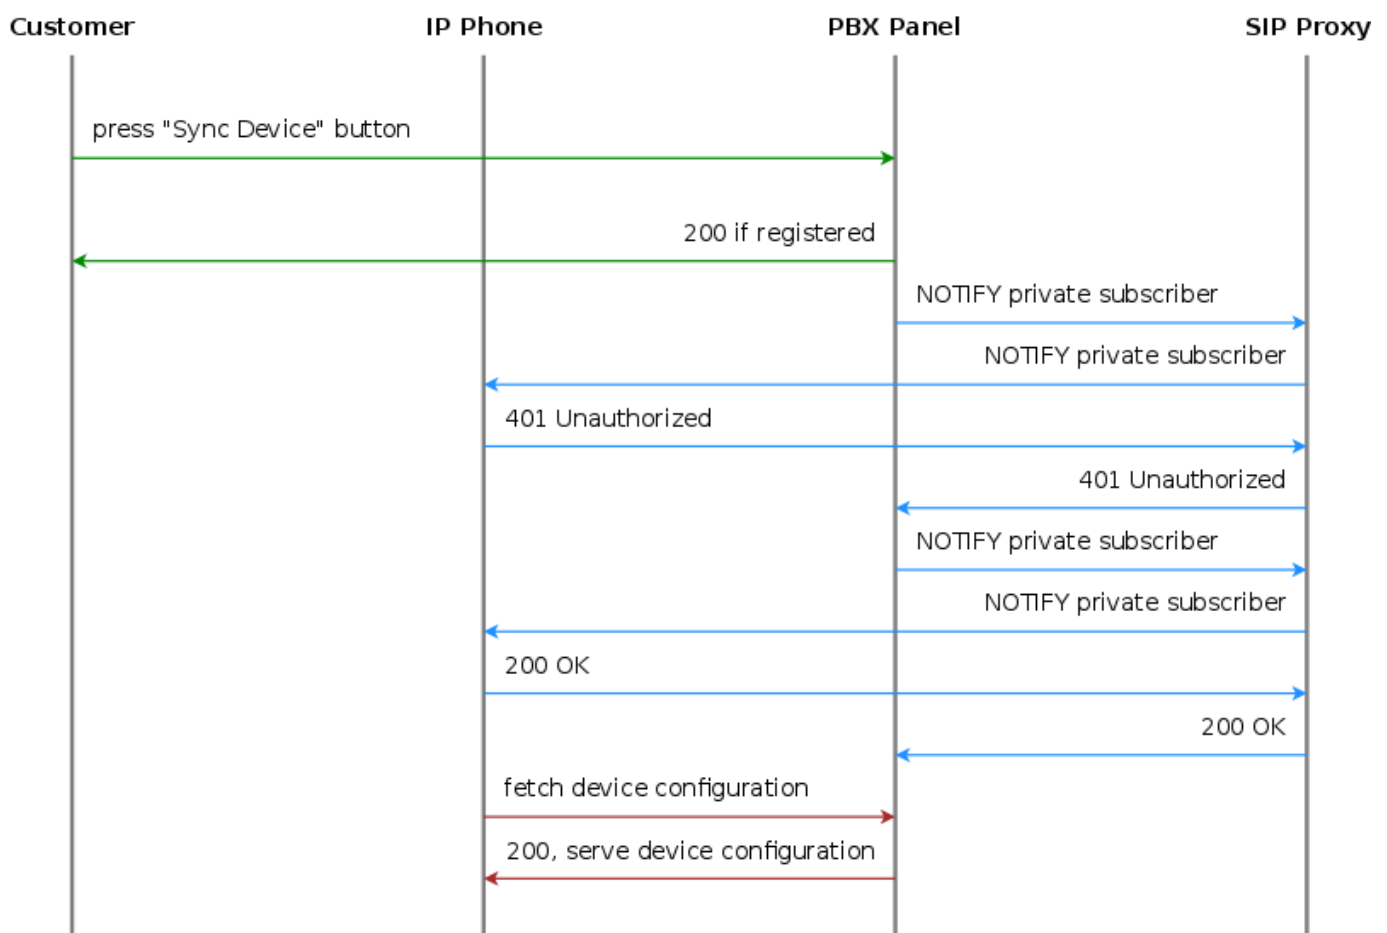 Customer IP Phone PBX Panel SIP Proxy
press "Sync Device" button
200 if registered
NOTIFY private subscriber
NOTIFY private subscriber
401 Unauthorized
401 Unauthorized
NOTIFY private subscriber
NOTIFY private subscriber
200 OK
200 OK
fetch device configuration
200, serve device configuration